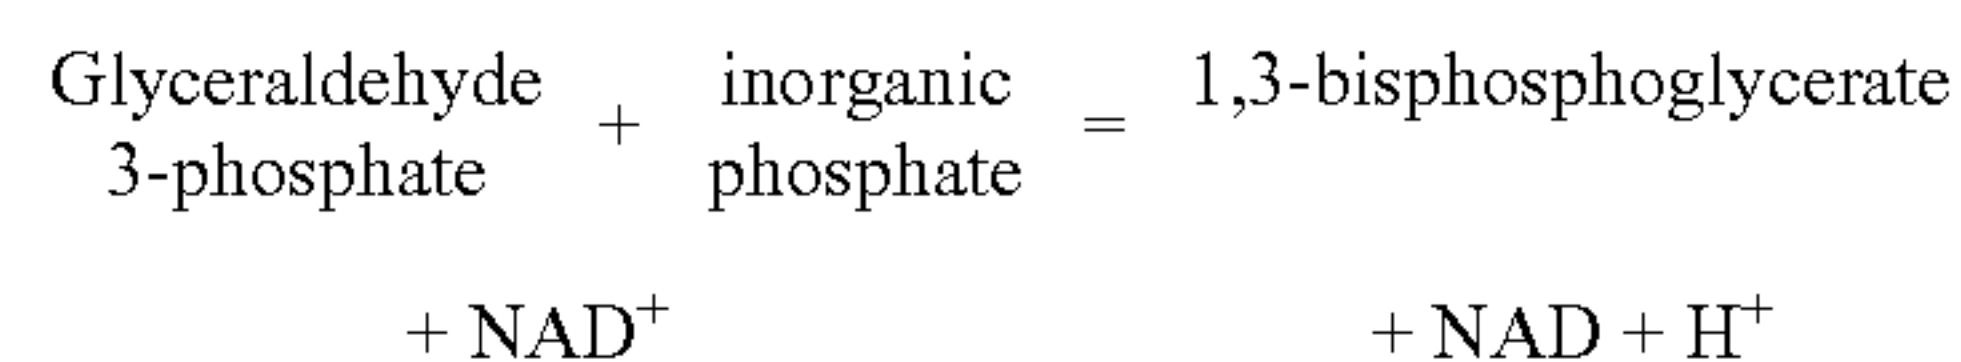 Glyceraldehyde 3-phosphate + inorganic phosphate = 1,3-bisphosphoglycerate
+ NAD⁺ + NAD + H⁺